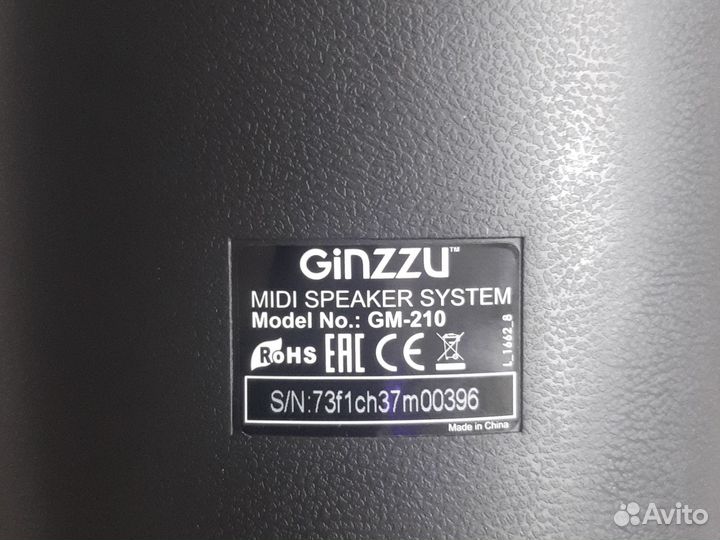 GiNZZU™
MIDI SPEAKER SYSTEM
Model No.: GM-210
RoHS EAC CE
L_1662_8
S/N:73f1ch37m00396
Made in China
Avito